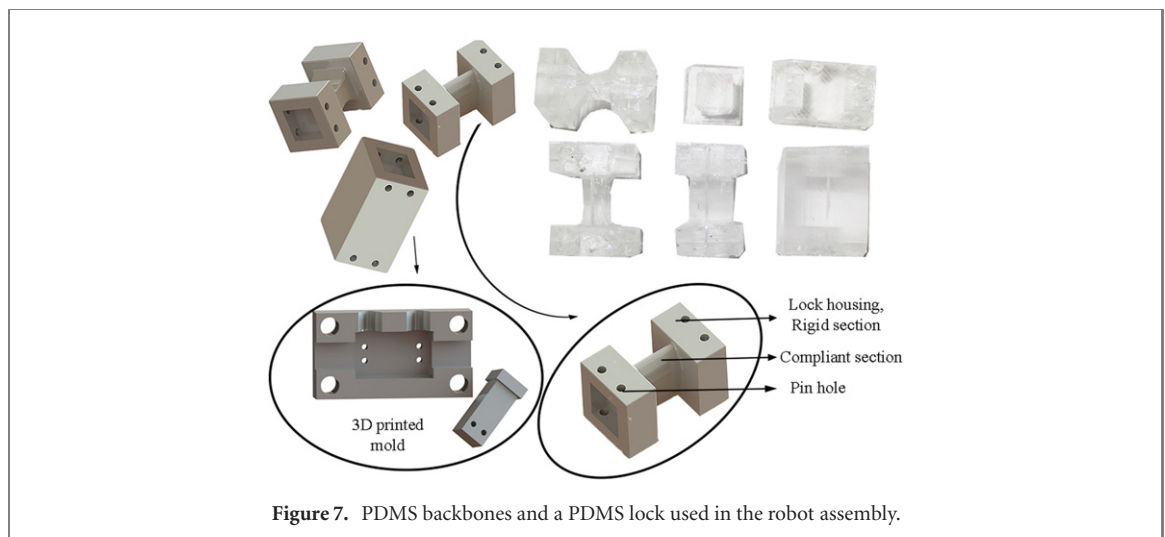 Lock housing,
Rigid section
Compliant section
Pin hole
3D printed
mold
Figure 7. PDMS backbones and a PDMS lock used in the robot assembly.